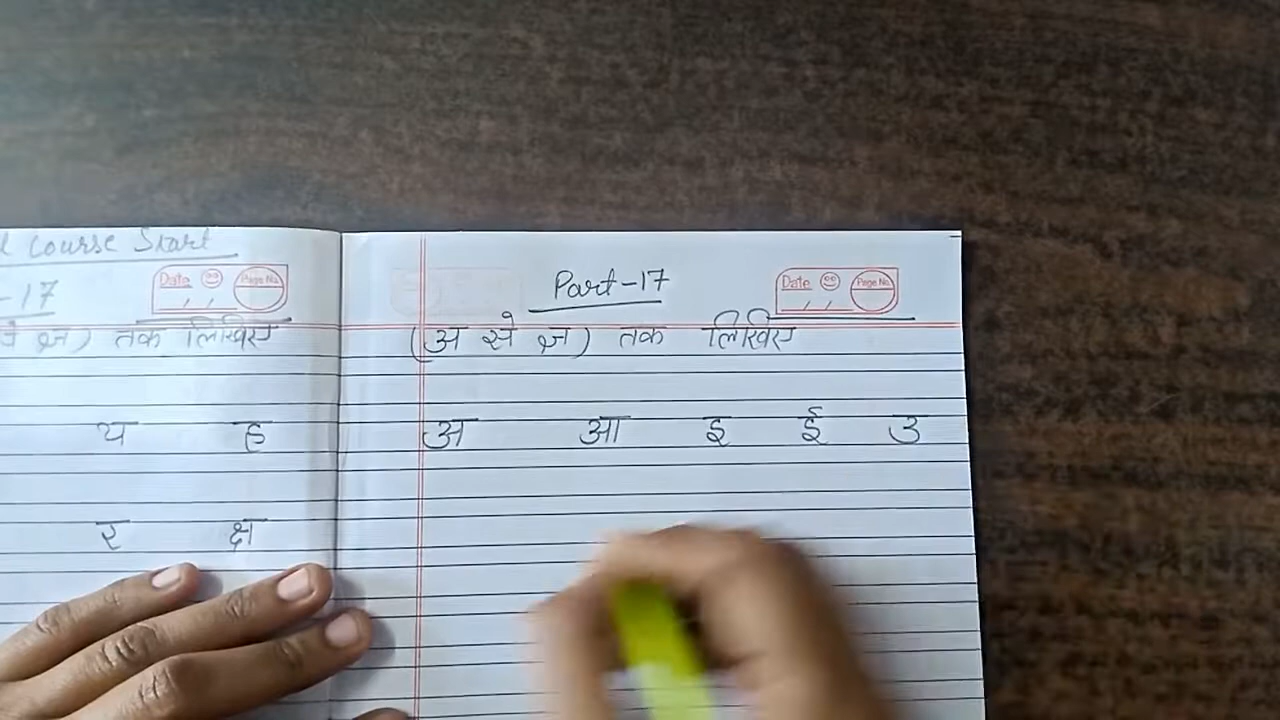 Course Start
-17
ज्ञ) तक लिखिए
य ह
र क्ष
Date Page No.
Part-17
Date Page No.
(अ से ज्ञ) तक लिखिए
अ आ इ ई उ